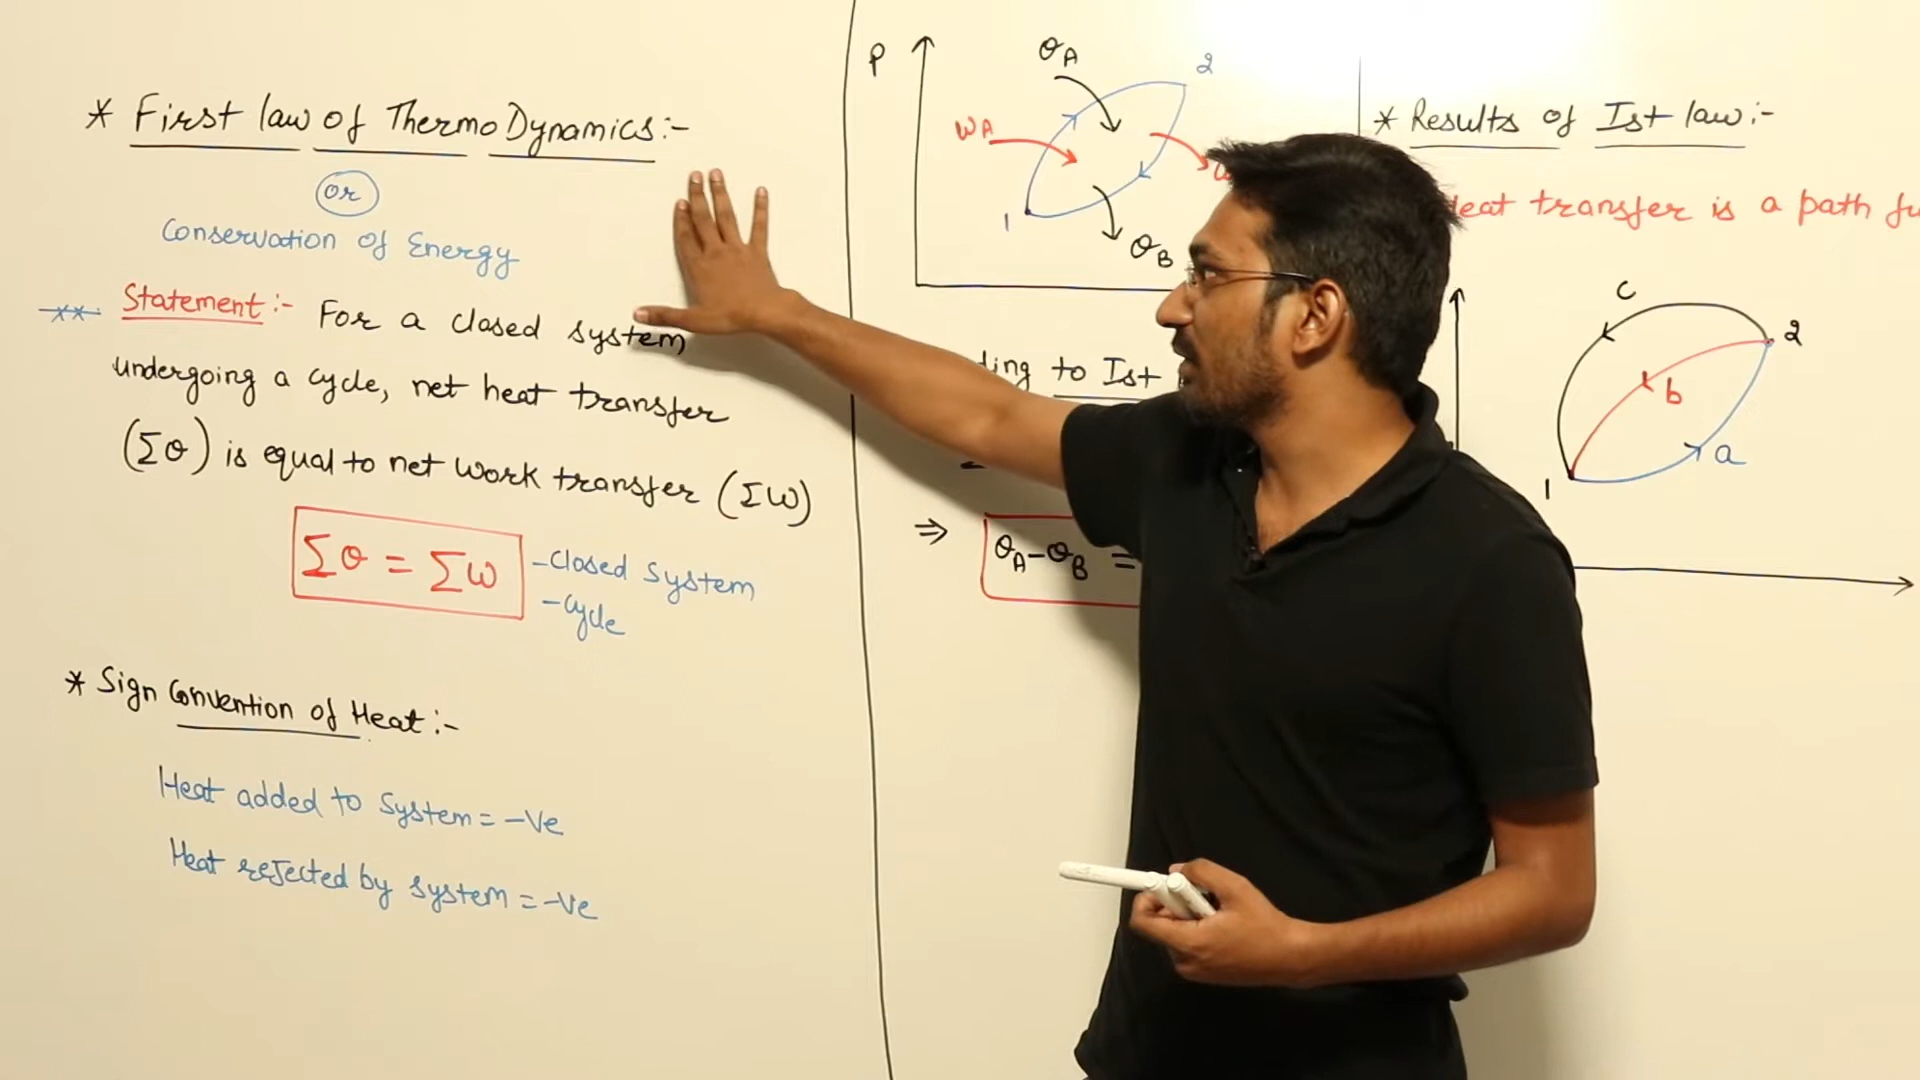 * First law of ThermoDynamics:-
or
Conservation of Energy
** Statement:- For a closed system
undergoing a cycle, net heat transfer
(ΣQ) is equal to net work transfer (ΣW)
ΣQ = ΣW
-Closed System
-Cycle
* Sign Convention of Heat:-
Heat added to System = -Ve
Heat rejected by system = -Ve
P
QA
2
WA
1
QB
to Ist
⇒ QA-QB =
* Results of Ist law:-
Heat transfer is a path
c
2
b
a
1